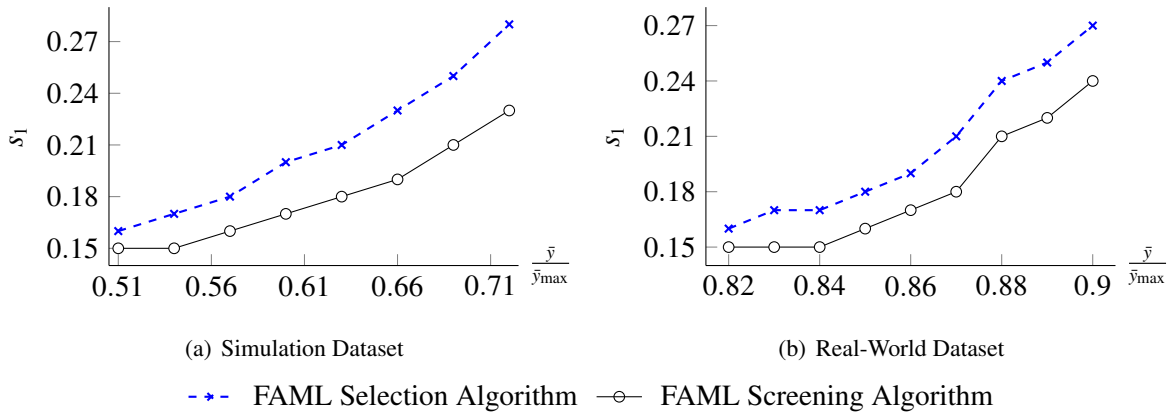 0.27
0.24
0.21
0.18
0.15
s1
0.51 0.56 0.61 0.66 0.71
ȳ
ȳmax
(a) Simulation Dataset
0.27
0.24
0.21
0.18
0.15
s1
0.82 0.84 0.86 0.88 0.9
ȳ
ȳmax
(b) Real-World Dataset
FAML Selection Algorithm FAML Screening Algorithm